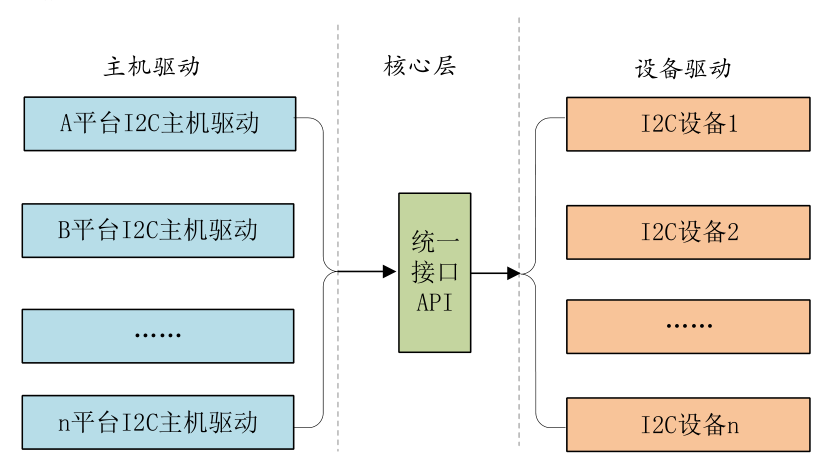 主机驱动
核心层
设备驱动
A平台I2C主机驱动
I2C设备1
B平台I2C主机驱动
I2C设备2
统一
接口
API
……
……
n平台I2C主机驱动
I2C设备n